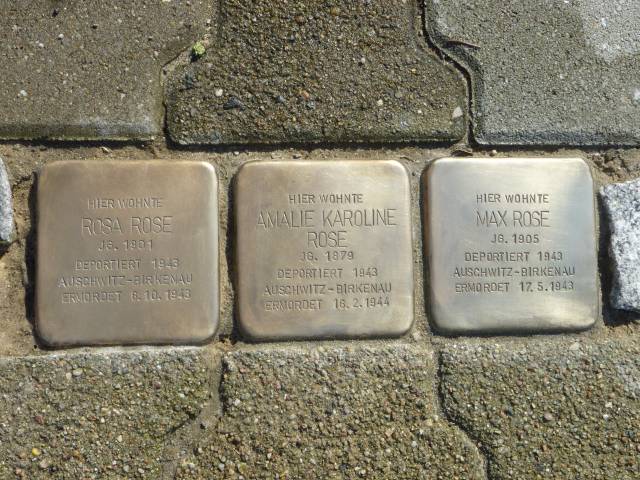 HIER WOHNTE
ROSA ROSE
JG. 1901
DEPORTIERT 1943
AUSCHWITZ-BIRKENAU
ERMORDET 8.10.1943
HIER WOHNTE
AMALIE KAROLINE
ROSE
JG. 1879
DEPORTIERT 1943
AUSCHWITZ-BIRKENAU
ERMORDET 16.2.1944
HIER WOHNTE
MAX ROSE
JG. 1905
DEPORTIERT 1943
AUSCHWITZ-BIRKENAU
ERMORDET 17.5.1943